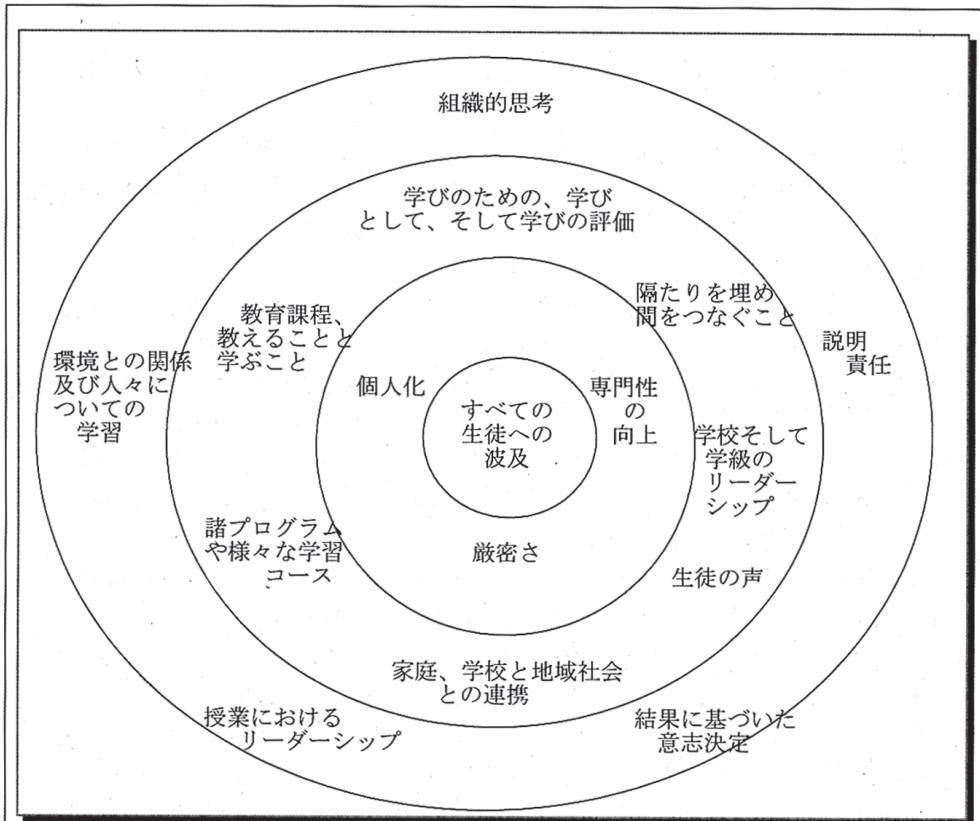 組織的思考
学びのための、学び
として、そして学びの評価
隔たりを埋め
間をつなぐこと
教育課程、
教えることと
学ぶこと
説明
責任
環境との関係
及び人々に
ついての
学習
個人化
専門性
の
向上
すべての
生徒への
波及
学校そして
学級の
リーダー
シップ
諸プログラム
や様々な学習
コース
厳密さ
生徒の声
家庭、学校と地域社会
との連携
授業における
リーダーシップ
結果に基づいた
意志決定